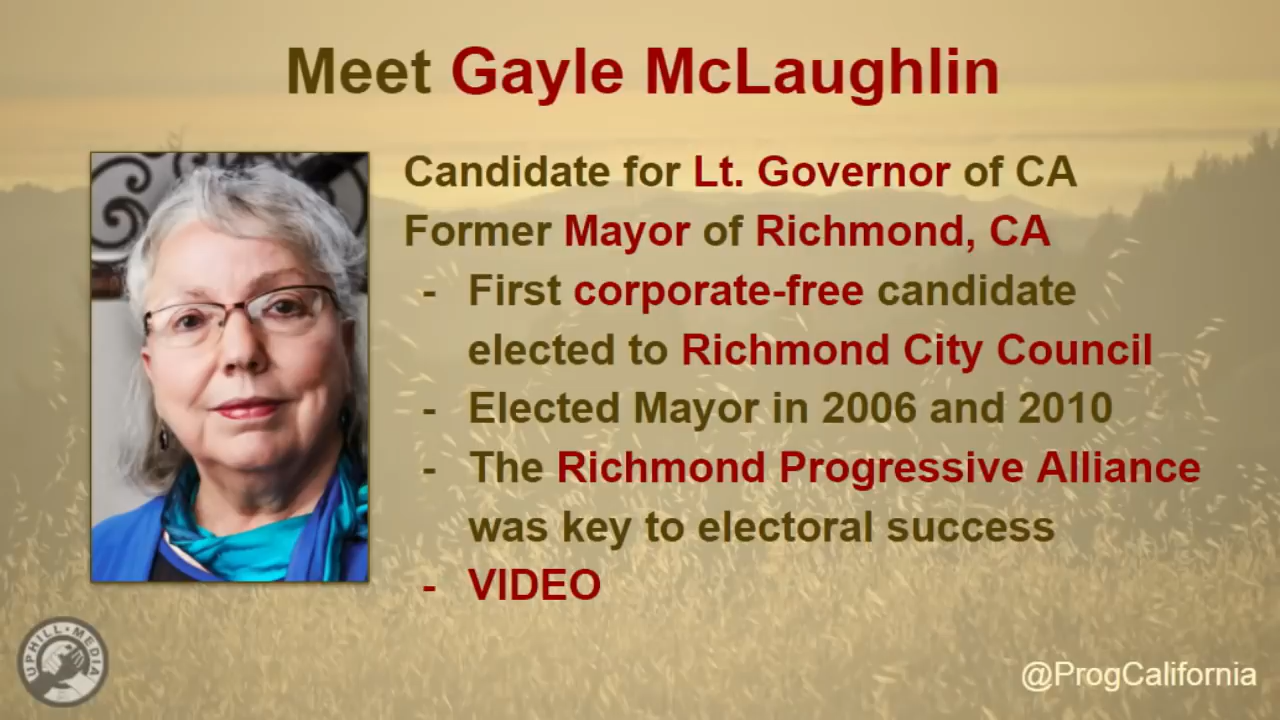 Meet Gayle McLaughlin
Candidate for Lt. Governor of CA
Former Mayor of Richmond, CA
- First corporate-free candidate
elected to Richmond City Council
- Elected Mayor in 2006 and 2010
- The Richmond Progressive Alliance
was key to electoral success
- VIDEO
UPHILL • MEDIA
@ProgCalifornia